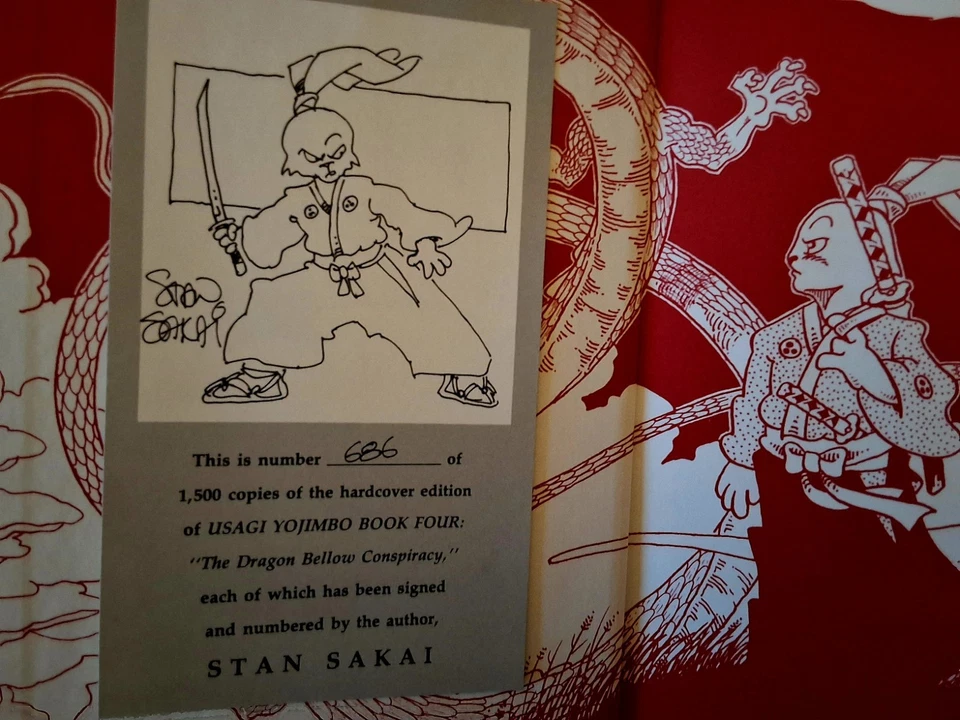 STAN
SAKAI
This is number 686 of
1,500 copies of the hardcover edition
of USAGI YOJIMBO BOOK FOUR:
"The Dragon Bellow Conspiracy,"
each of which has been signed
and numbered by the author,
STAN SAKAI